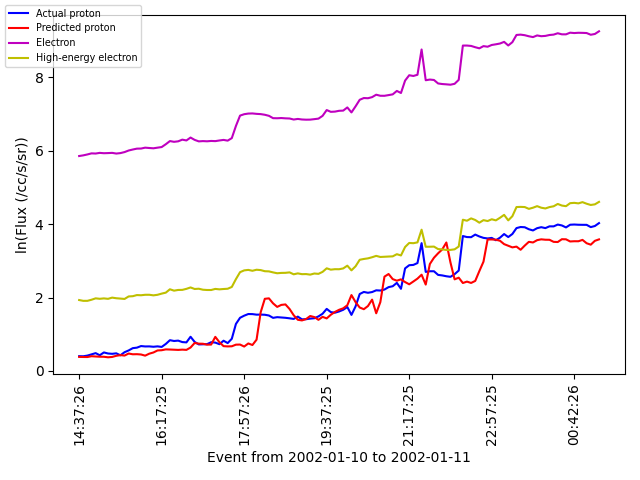 Actual proton
Predicted proton
Electron
High-energy electron
ln(Flux (/cc/s/sr))
8
6
4
2
0
14:37:26
16:17:25
17:57:26
19:37:25
21:17:25
22:57:25
00:42:26
Event from 2002-01-10 to 2002-01-11